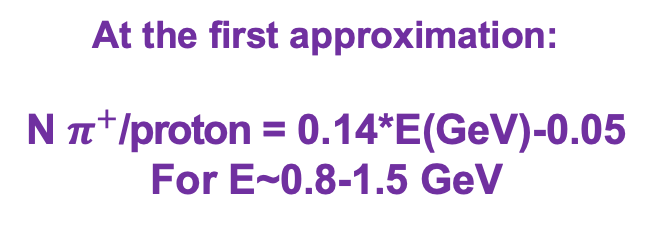 At the first approximation:
N π⁺/proton = 0.14*E(GeV)-0.05
For E~0.8-1.5 GeV